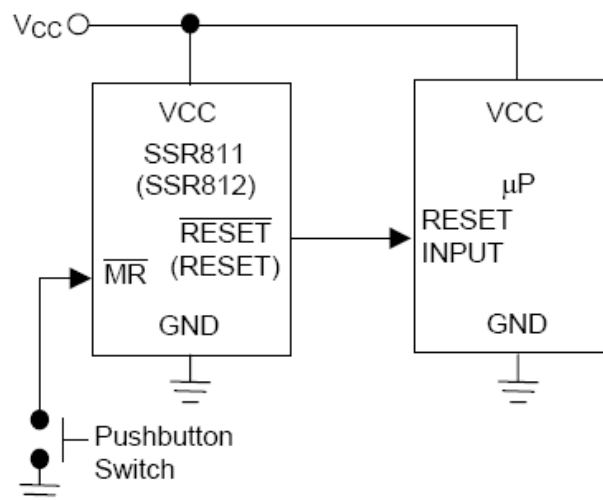 VCC
VCC
SSR811
(SSR812)
RESET
(RESET)
MR
GND
VCC
μP
RESET
INPUT
GND
Pushbutton
Switch